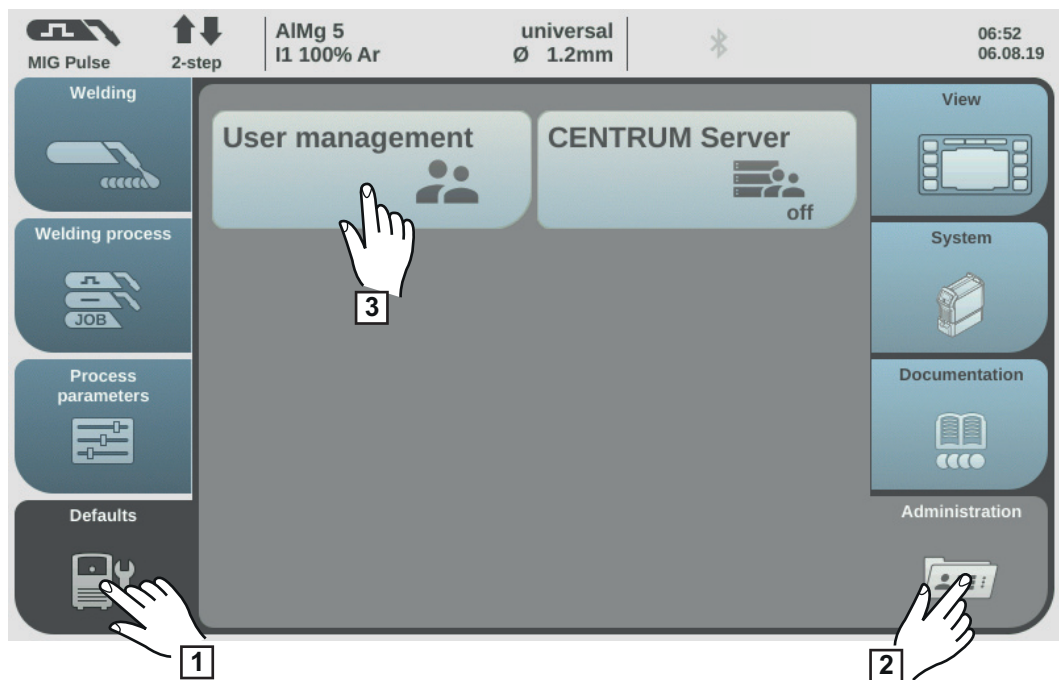 MIG Pulse
2-step
AlMg 5
I1 100% Ar
universal
Ø 1.2mm
06:52
06.08.19
Welding
Welding process
JOB
Process
parameters
Defaults
User management
CENTRUM Server
off
View
System
Documentation
Administration
3
1
2